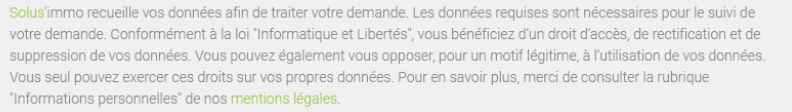 Solus'immo recueille vos données afin de traiter votre demande. Les données requises sont nécessaires pour le suivi de
votre demande. Conformément à la loi "Informatique et Libertés", vous bénéficiez d'un droit d'accès, de rectification et de
suppression de vos données. Vous pouvez également vous opposer, pour un motif légitime, à l'utilisation de vos données.
Vous seul pouvez exercer ces droits sur vos propres données. Pour en savoir plus, merci de consulter la rubrique
"Informations personnelles" de nos mentions légales.